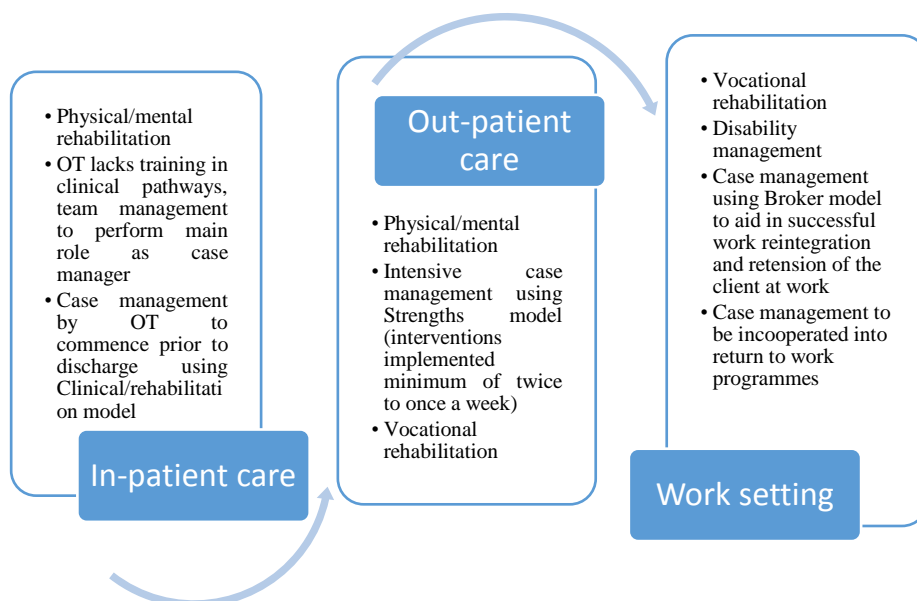 • Physical/mental
rehabilitation
• OT lacks training in
clinical pathways,
team management
to perform main
role as case
manager
• Case management
by OT to
commence prior to
discharge using
Clinical/rehabilitati
on model
In-patient care
Out-patient
care
• Physical/mental
rehabilitation
• Intensive case
management using
Strengths model
(interventions
implemented
minimum of twice
to once a week)
• Vocational
rehabilitation
• Vocational
rehabilitation
• Disability
management
• Case management
using Broker model
to aid in successful
work reintegration
and retension of the
client at work
• Case management to
be incooperated into
return to work
programmes
Work setting